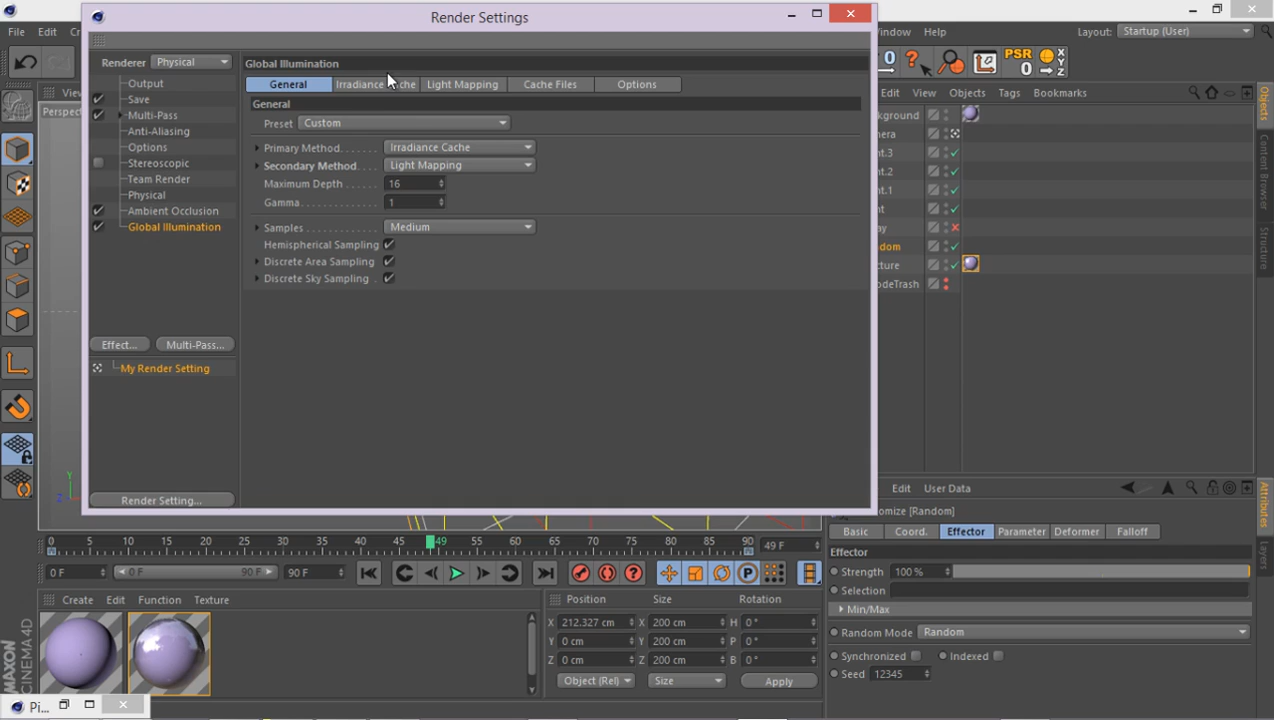 Render Settings
File Edit
Window Help
Layout: Startup (User)
Renderer Physical
Output
Save
Multi-Pass
Anti-Aliasing
Options
Stereoscopic
Team Render
Physical
Ambient Occlusion
Global Illumination
Effect... Multi-Pass...
My Render Setting
Render Setting...
Global Illumination
General Irradiance Cache Light Mapping Cache Files Options
General
Preset Custom
Primary Method Irradiance Cache
Secondary Method Light Mapping
Maximum Depth 16
Gamma 1
Samples Medium
Hemispherical Sampling
Discrete Area Sampling
Discrete Sky Sampling
PSR
0
Edit View Objects Tags Bookmarks
Objects
Content Browser
Structure
Edit User Data
Attributes
Layers
Basic Coord. Effector Parameter Deformer Falloff
Effector
Strength 100 %
Selection
Min/Max
Random Mode Random
Synchronized Indexed
Seed 12345
0 5 10 15 20 25 30 35 40 45 49 55 60 65 70 75 80 85 90 49 F
0 F 0 F 90 F 90 F
Create Edit Function Texture
Position Size Rotation
X 212.327 cm X 200 cm H 0 °
Y 0 cm Y 200 cm P 0 °
Z 0 cm Z 200 cm B 0 °
Object (Rel) Size Apply
MAXON
CINEMA 4D
Pi...